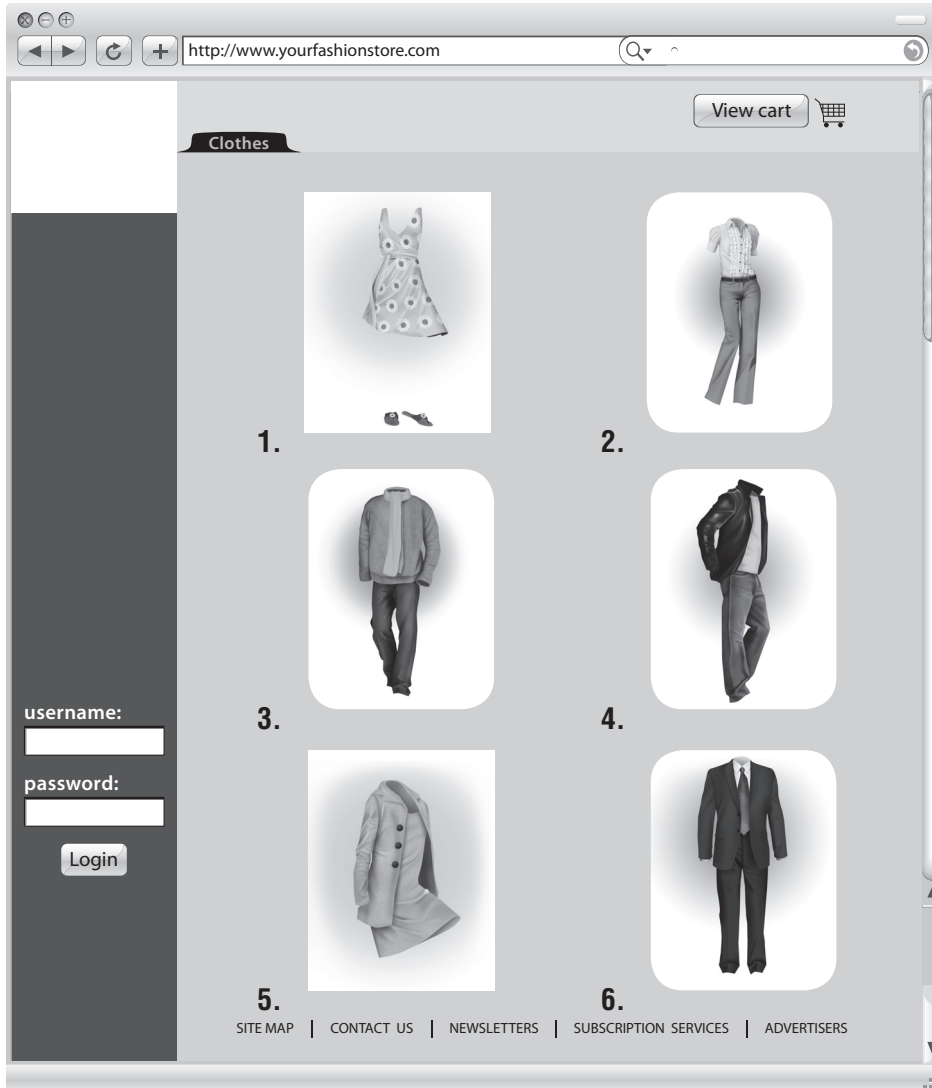 http://www.yourfashionstore.com
View cart
Clothes
1.
2.
3.
4.
username:
password:
Login
5.
6.
SITE MAP | CONTACT US | NEWSLETTERS | SUBSCRIPTION SERVICES | ADVERTISERS